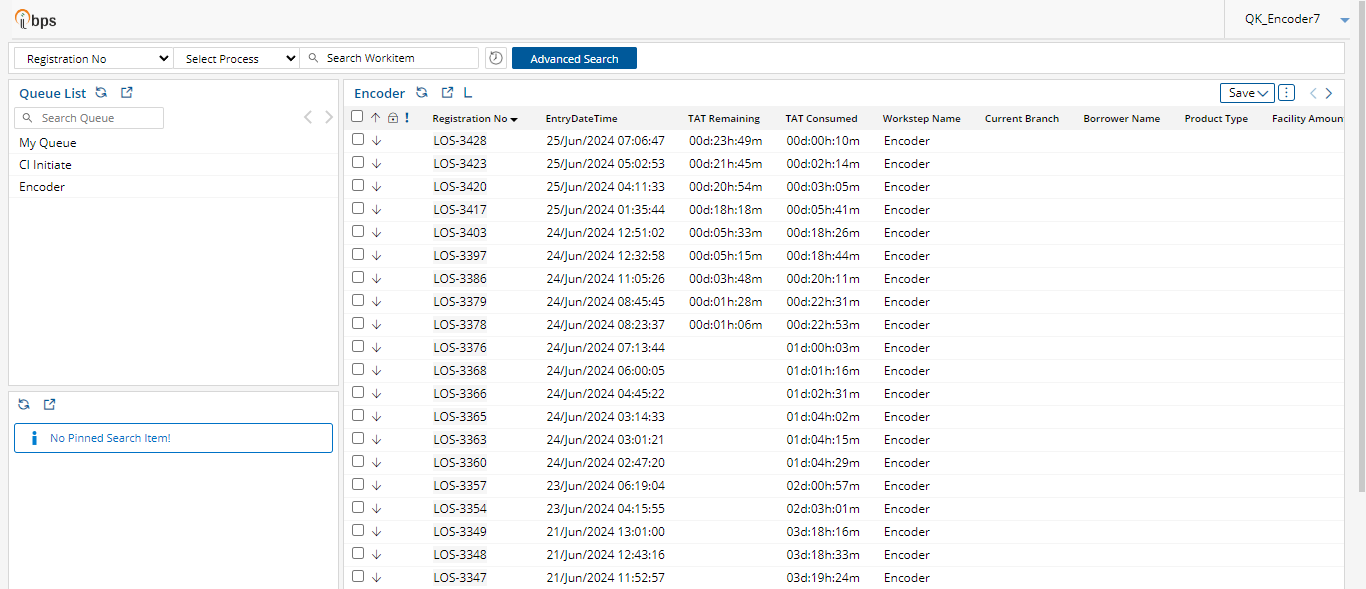 ibps
QK_Encoder7
Registration No Select Process Search Workitem Advanced Search
Queue List
Search Queue
My Queue
CI Initiate
Encoder
No Pinned Search Item!
Encoder Save
Registration No EntryDateTime TAT Remaining TAT Consumed Workstep Name Current Branch Borrower Name Product Type Facility Amoun
LOS-3428 25/Jun/2024 07:06:47 00d:23h:49m 00d:00h:10m Encoder
LOS-3423 25/Jun/2024 05:02:53 00d:21h:45m 00d:02h:14m Encoder
LOS-3420 25/Jun/2024 04:11:33 00d:20h:54m 00d:03h:05m Encoder
LOS-3417 25/Jun/2024 01:35:44 00d:18h:18m 00d:05h:41m Encoder
LOS-3403 24/Jun/2024 12:51:02 00d:05h:33m 00d:18h:26m Encoder
LOS-3397 24/Jun/2024 12:32:58 00d:05h:15m 00d:18h:44m Encoder
LOS-3386 24/Jun/2024 11:05:26 00d:03h:48m 00d:20h:11m Encoder
LOS-3379 24/Jun/2024 08:45:45 00d:01h:28m 00d:22h:31m Encoder
LOS-3378 24/Jun/2024 08:23:37 00d:01h:06m 00d:22h:53m Encoder
LOS-3376 24/Jun/2024 07:13:44 01d:00h:03m Encoder
LOS-3368 24/Jun/2024 06:00:05 01d:01h:16m Encoder
LOS-3366 24/Jun/2024 04:45:22 01d:02h:31m Encoder
LOS-3365 24/Jun/2024 03:14:33 01d:04h:02m Encoder
LOS-3363 24/Jun/2024 03:01:21 01d:04h:15m Encoder
LOS-3360 24/Jun/2024 02:47:20 01d:04h:29m Encoder
LOS-3357 23/Jun/2024 06:19:04 02d:00h:57m Encoder
LOS-3354 23/Jun/2024 04:15:55 02d:03h:01m Encoder
LOS-3349 21/Jun/2024 13:01:00 03d:18h:16m Encoder
LOS-3348 21/Jun/2024 12:43:16 03d:18h:33m Encoder
LOS-3347 21/Jun/2024 11:52:57 03d:19h:24m Encoder